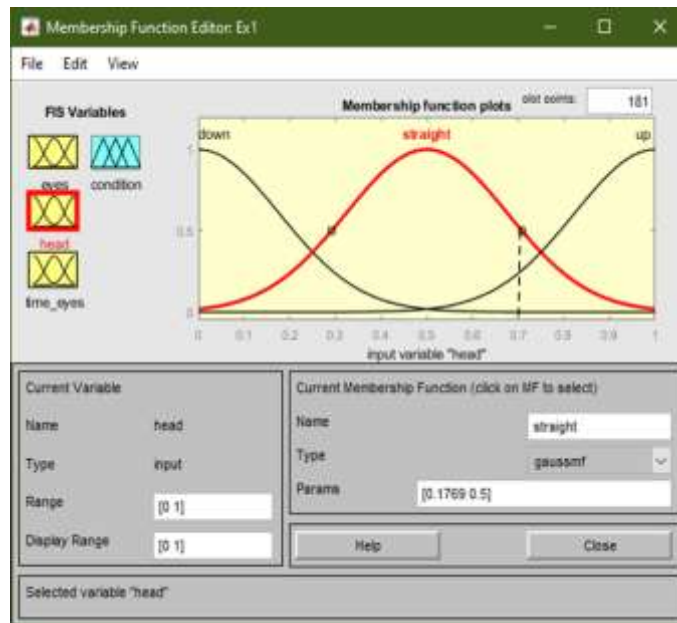 Membership Function Editor: Ex1
File Edit View
FIS Variables
eyes condition
head
time_eyes
Membership function plots plot points: 181
down straight up
1
0.5
0
0 0.1 0.2 0.3 0.4 0.5 0.6 0.7 0.8 0.9 1
input variable "head"
Current Variable
Name head
Type input
Range [0 1]
Display Range [0 1]
Current Membership Function (click on MF to select)
Name straight
Type gaussmf
Params [0.1769 0.5]
Help Close
Selected variable "head"